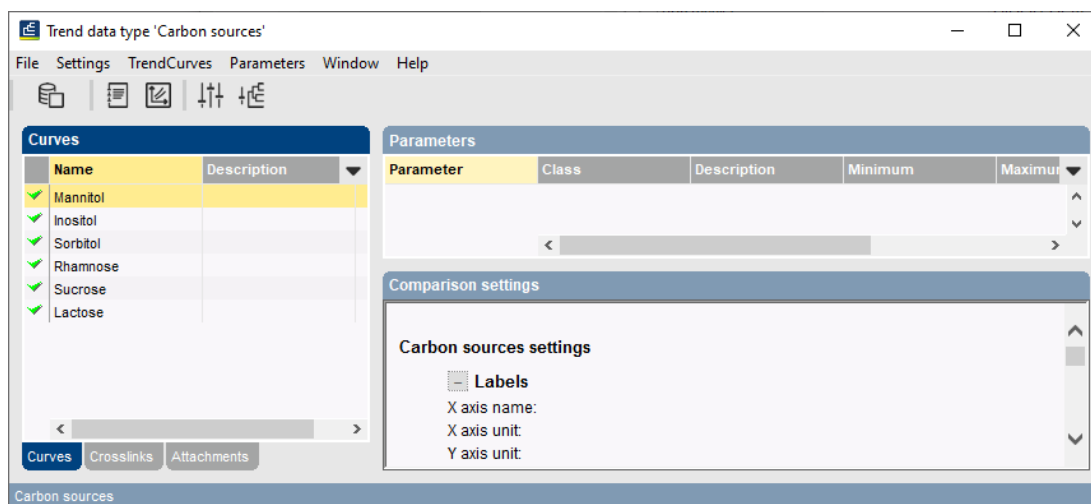 Trend data type 'Carbon sources'
File Settings TrendCurves Parameters Window Help
Curves
Name Description
Mannitol
Inositol
Sorbitol
Rhamnose
Sucrose
Lactose
Curves Crosslinks Attachments
Parameters
Parameter Class Description Minimum Maximur
Comparison settings
Carbon sources settings
Labels
X axis name:
X axis unit:
Y axis unit:
Carbon sources